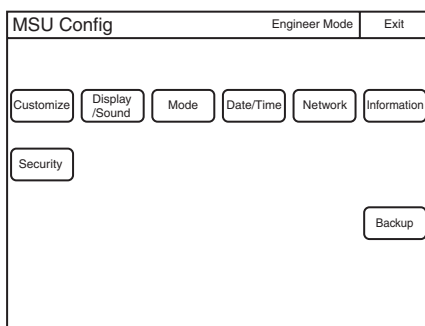 MSU Config Engineer Mode Exit
Customize Display /Sound Mode Date/Time Network Information
Security
Backup